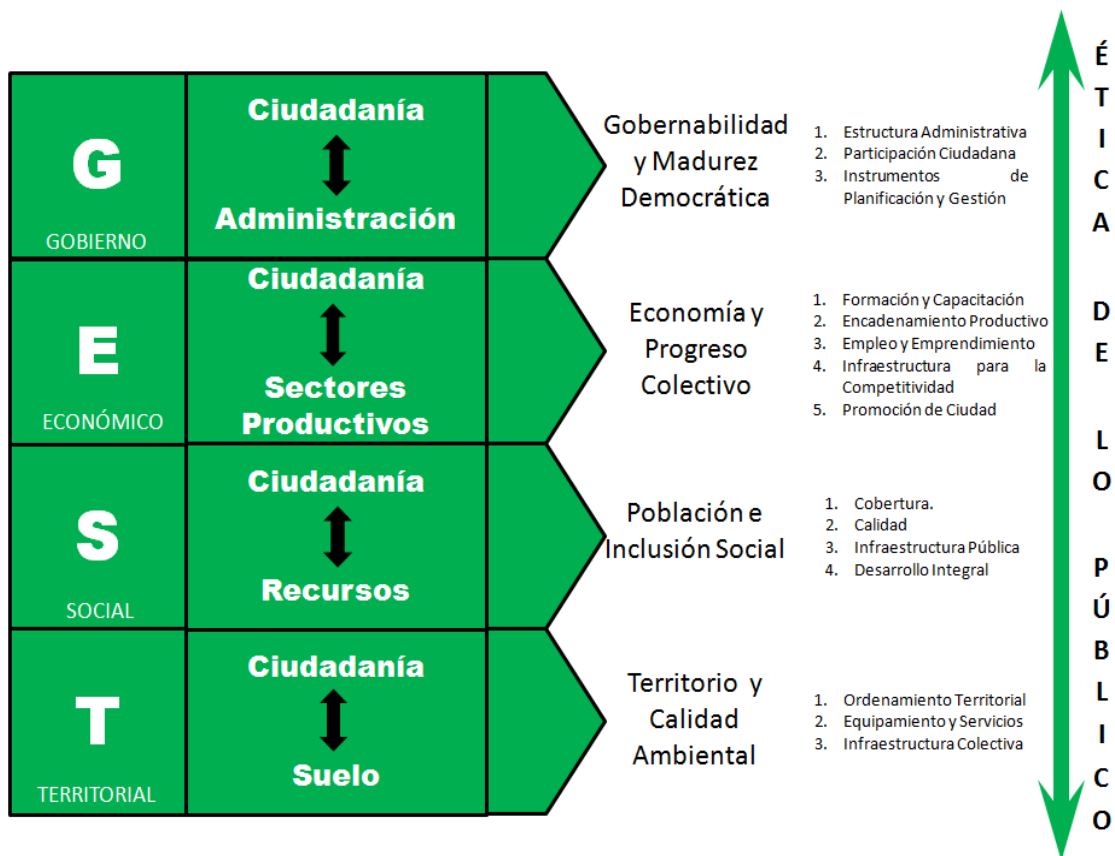 G
GOBIERNO
Ciudadanía
Administración
Gobernabilidad
y Madurez
Democrática
1. Estructura Administrativa
2. Participación Ciudadana
3. Instrumentos de
Planificación y Gestión
E
ECONÓMICO
Ciudadanía
Sectores
Productivos
Economía y
Progreso
Colectivo
1. Formación y Capacitación
2. Encadenamiento Productivo
3. Empleo y Emprendimiento
4. Infraestructura para la
Competitividad
5. Promoción de Ciudad
S
SOCIAL
Ciudadanía
Recursos
Población e
Inclusión Social
1. Cobertura.
2. Calidad
3. Infraestructura Pública
4. Desarrollo Integral
T
TERRITORIAL
Ciudadanía
Suelo
Territorio y
Calidad
Ambiental
1. Ordenamiento Territorial
2. Equipamiento y Servicios
3. Infraestructura Colectiva
ÉTICA DE LO PÚBLICO